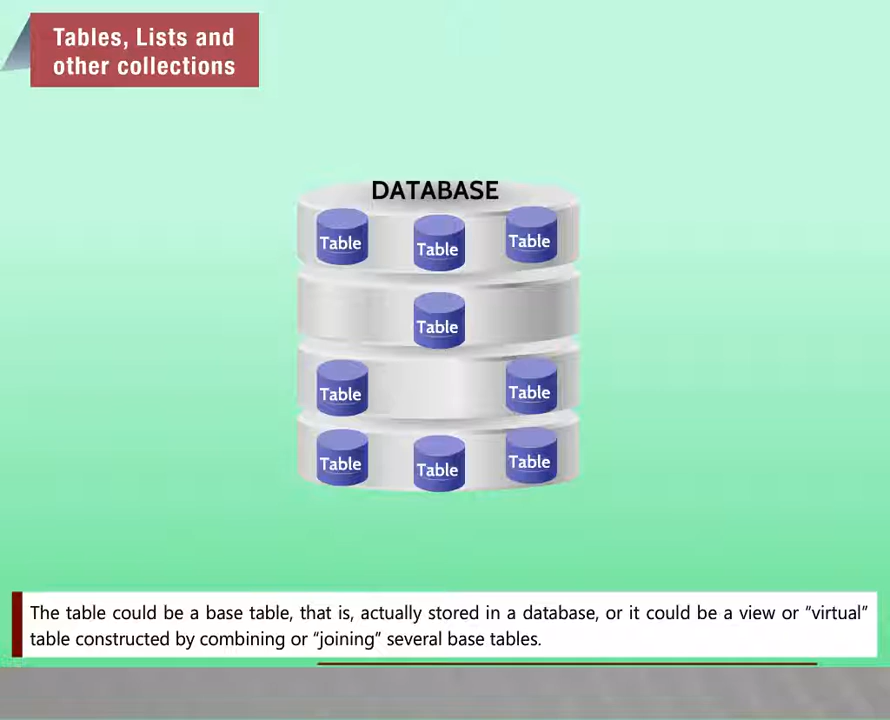 Tables, Lists and
other collections
DATABASE
Table
Table
Table
Table
Table
Table
Table
Table
Table
The table could be a base table, that is, actually stored in a database, or it could be a view or “virtual”
table constructed by combining or “joining” several base tables.